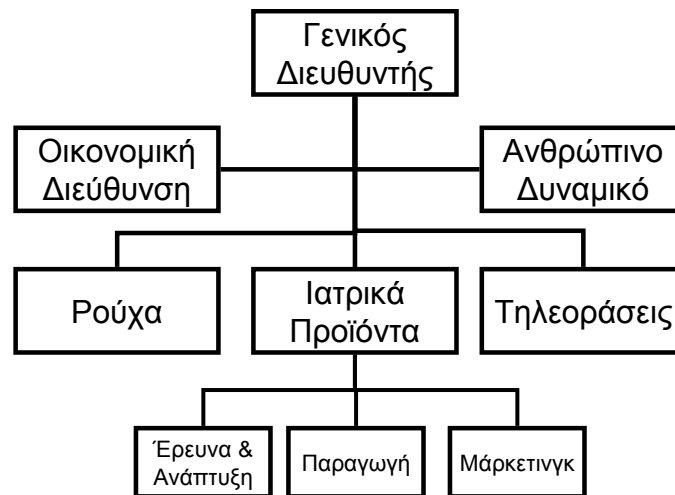 Γενικός
Διευθυντής
Οικονομική
Διεύθυνση
Ανθρώπινο
Δυναμικό
Ρούχα
Ιατρικά
Προϊόντα
Τηλεοράσεις
Έρευνα &
Ανάπτυξη
Παραγωγή
Μάρκετινγκ